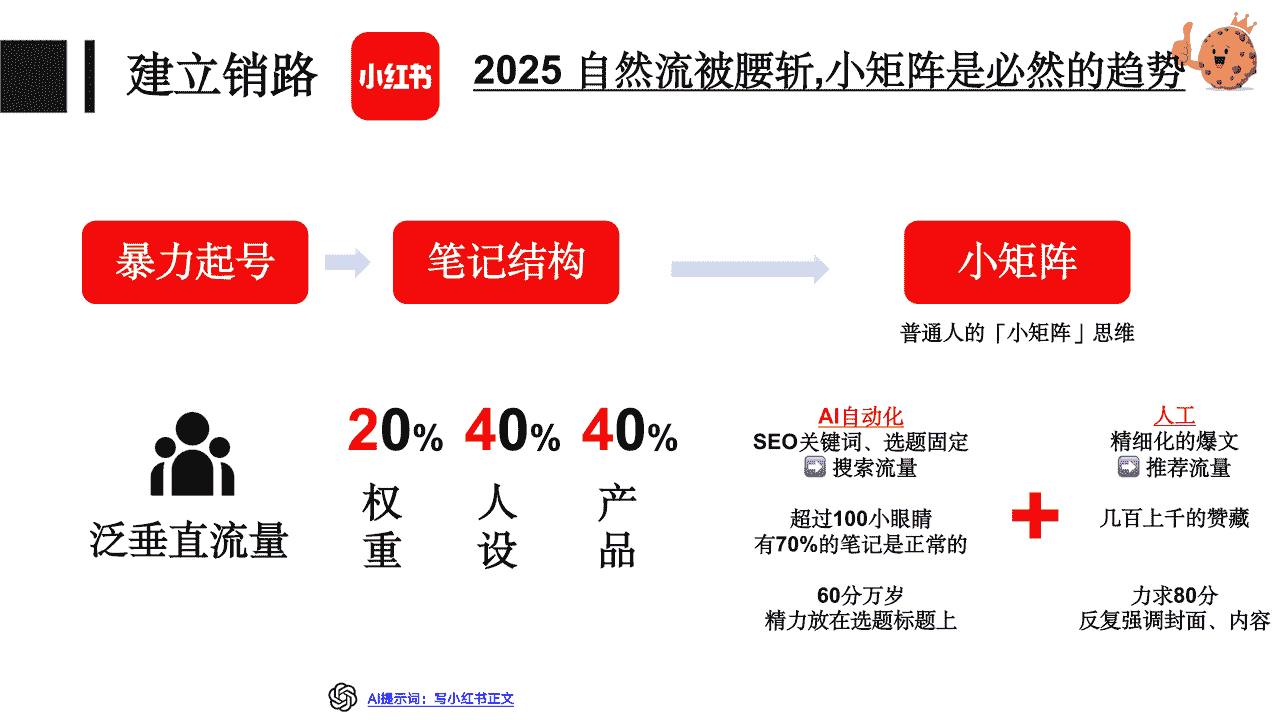 建立销路
小红书
2025 自然流被腰斩,小矩阵是必然的趋势
暴力起号
笔记结构
小矩阵
普通人的「小矩阵」思维
泛垂直流量
20%
权重
40%
人设
40%
产品
AI自动化
SEO关键词、选题固定
➡ 搜索流量
超过100小眼睛
有70%的笔记是正常的
60分万岁
精力放在选题标题上
+
人工
精细化的爆文
➡ 推荐流量
几百上千的赞藏
力求80分
反复强调封面、内容
AI提示词：写小红书正文